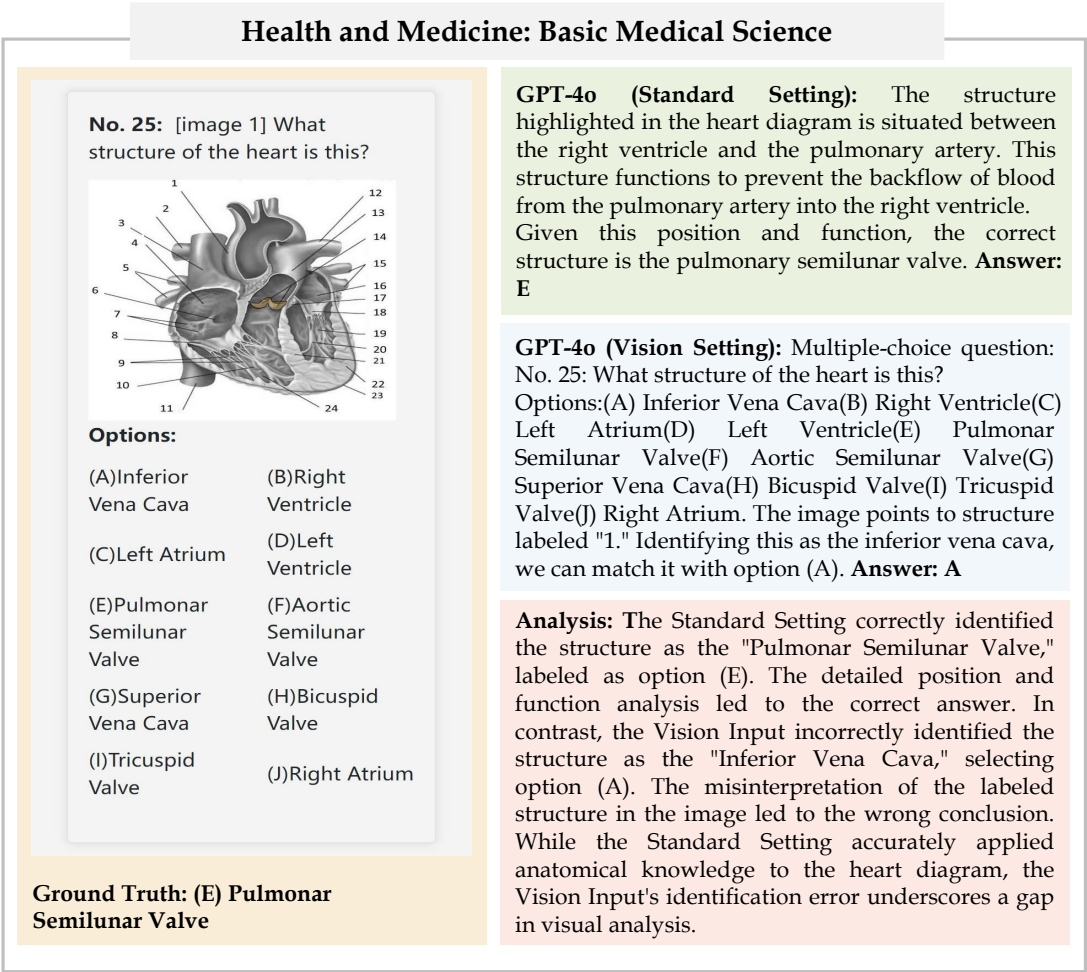 Health and Medicine: Basic Medical Science
No. 25: [image 1] What
structure of the heart is this?
1
2
3
4
5
6
7
8
9
10
11
12
13
14
15
16
17
18
19
20
21
22
23
24
Options:
(A)Inferior
Vena Cava
(B)Right
Ventricle
(C)Left Atrium
(D)Left
Ventricle
(E)Pulmonar
Semilunar
Valve
(F)Aortic
Semilunar
Valve
(G)Superior
Vena Cava
(H)Bicuspid
Valve
(I)Tricuspid
Valve
(J)Right Atrium
Ground Truth: (E) Pulmonar
Semilunar Valve
GPT-4o (Standard Setting): The structure
highlighted in the heart diagram is situated between
the right ventricle and the pulmonary artery. This
structure functions to prevent the backflow of blood
from the pulmonary artery into the right ventricle.
Given this position and function, the correct
structure is the pulmonary semilunar valve. Answer:
E
GPT-4o (Vision Setting): Multiple-choice question:
No. 25: What structure of the heart is this?
Options:(A) Inferior Vena Cava(B) Right Ventricle(C)
Left Atrium(D) Left Ventricle(E) Pulmonar
Semilunar Valve(F) Aortic Semilunar Valve(G)
Superior Vena Cava(H) Bicuspid Valve(I) Tricuspid
Valve(J) Right Atrium. The image points to structure
labeled "1." Identifying this as the inferior vena cava,
we can match it with option (A). Answer: A
Analysis: The Standard Setting correctly identified
the structure as the "Pulmonar Semilunar Valve,"
labeled as option (E). The detailed position and
function analysis led to the correct answer. In
contrast, the Vision Input incorrectly identified the
structure as the "Inferior Vena Cava," selecting
option (A). The misinterpretation of the labeled
structure in the image led to the wrong conclusion.
While the Standard Setting accurately applied
anatomical knowledge to the heart diagram, the
Vision Input's identification error underscores a gap
in visual analysis.